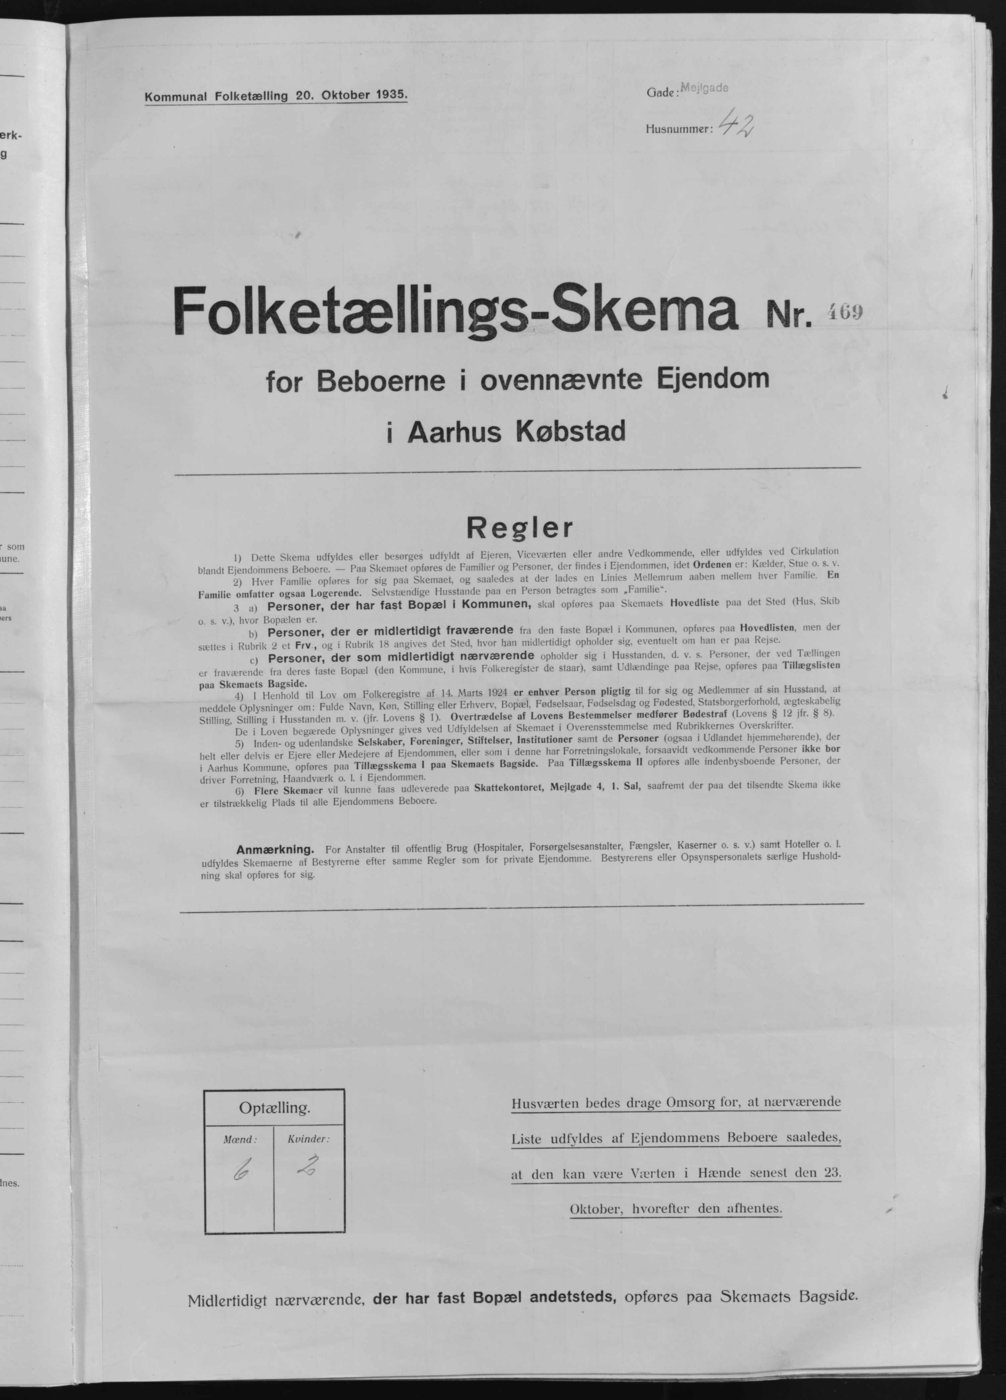 Kommunal Folketælling 20. Oktober 1935.
Gade: Mejlgade
Husnummer: 42
Folketællings-Skema Nr. 469
for Beboerne i ovennævnte Ejendom
i Aarhus Købstad
Regler
1) Dette Skema udfyldes eller besørges udfyldt af Ejeren, Viceværten eller andre Vedkommende, eller udfyldes ved Cirkulation
blandt Ejendommens Beboere. — Paa Skemaet opføres de Familier og Personer, der findes i Ejendommen, idet Ordenen er: Kælder, Stue o. s. v.
2) Hver Familie opføres for sig paa Skemaet, og saaledes at der lades en Linies Mellemrum aaben mellem hver Familie. En
Familie omfatter ogsaa Logerende. Selvstændige Husstande paa en Person betragtes som „Familie“.
3 a) Personer, der har fast Bopæl i Kommunen, skal opføres paa Skemaets Hovedliste paa det Sted (Hus, Skib
o. s. v.), hvor Bopælen er.
b) Personer, der er midlertidigt fraværende fra den faste Bopæl i Kommunen, opføres paa Hovedlisten, men der
sættes i Rubrik 2 et Frv, og i Rubrik 18 angives det Sted, hvor han midlertidigt opholder sig, eventuelt om han er paa Rejse.
c) Personer, der som midlertidigt nærværende opholder sig i Husstanden, d. v. s. Personer, der ved Tællingen
er fraværende fra deres faste Bopæl (den Kommune, i hvis Folkeregister de staar), samt Udlændinge paa Rejse, opføres paa Tillægslisten
paa Skemaets Bagside.
4) I Henhold til Lov om Folkeregistre af 14. Marts 1924 er enhver Person pligtig til for sig og Medlemmer af sin Husstand, at
meddele Oplysninger om: Fulde Navn, Køn, Stilling eller Erhverv, Bopæl, Fødselsaar, Fødselsdag og Fødested, Statsborgerforhold, ægteskabelig
Stilling, Stilling i Husstanden m. v. (jfr. Lovens § 1). Overtrædelse af Lovens Bestemmelser medfører Bødestraf (Lovens § 12 jfr. § 8).
De i Loven begærede Oplysninger gives ved Udfyldelsen af Skemaet i Overensstemmelse med Rubrikkernes Overskrifter.
5) Inden- og udenlandske Selskaber, Foreninger, Stiftelser, Institutioner samt de Personer (ogsaa i Udlandet hjemmehørende), der
helt eller delvis er Ejere eller Medejere af Ejendommen, eller som i denne har Forretningslokale, forsaavidt vedkommende Personer ikke bor
i Aarhus Kommune, opføres paa Tillægsskema I paa Skemaets Bagside. Paa Tillægsskema II opføres alle indenbysboende Personer, der
driver Forretning, Haandværk o. l. i Ejendommen.
6) Flere Skemaer vil kunne faas udleverede paa Skattekontoret, Mejlgade 4, 1. Sal, saafremt der paa det tilsendte Skema ikke
er tilstrækkelig Plads til alle Ejendommens Beboere.
Anmærkning. For Anstalter til offentlig Brug (Hospitaler, Forsørgelsesanstalter, Fængsler, Kaserner o. s. v.) samt Hoteller o. l.
udfyldes Skemaerne af Bestyrerne efter samme Regler som for private Ejendomme. Bestyrerens eller Opsynspersonalets særlige Hushold-
ning skal opføres for sig.
Optælling.
Mænd: Kvinder:
6 2
Husværten bedes drage Omsorg for, at nærværende
Liste udfyldes af Ejendommens Beboere saaledes,
at den kan være Værten i Hænde senest den 23.
Oktober, hvorefter den afhentes.
Midlertidigt nærværende, der har fast Bopæl andetsteds, opføres paa Skemaets Bagside.